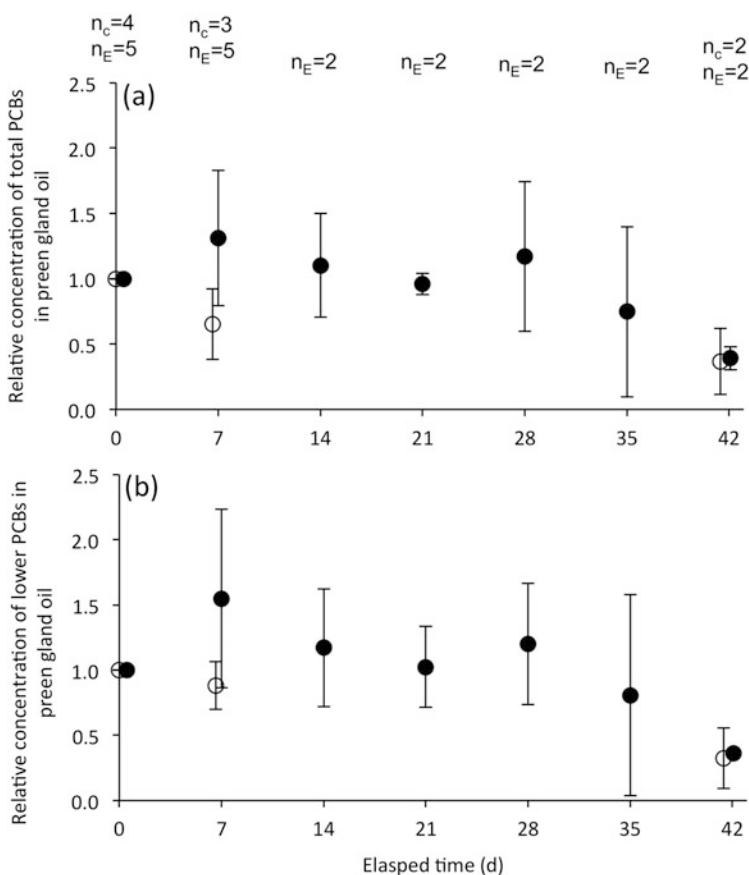 n_c=4
n_E=5
n_c=3
n_E=5
n_E=2
n_E=2
n_E=2
n_E=2
n_c=2
n_E=2
(a)
Relative concentration of total PCBs
in preen gland oil
2.5
2.0
1.5
1.0
0.5
0.0
0 7 14 21 28 35 42
(b)
Relative concentration of lower PCBs in
preen gland oil
2.5
2.0
1.5
1.0
0.5
0.0
0 7 14 21 28 35 42
Elasped time (d)